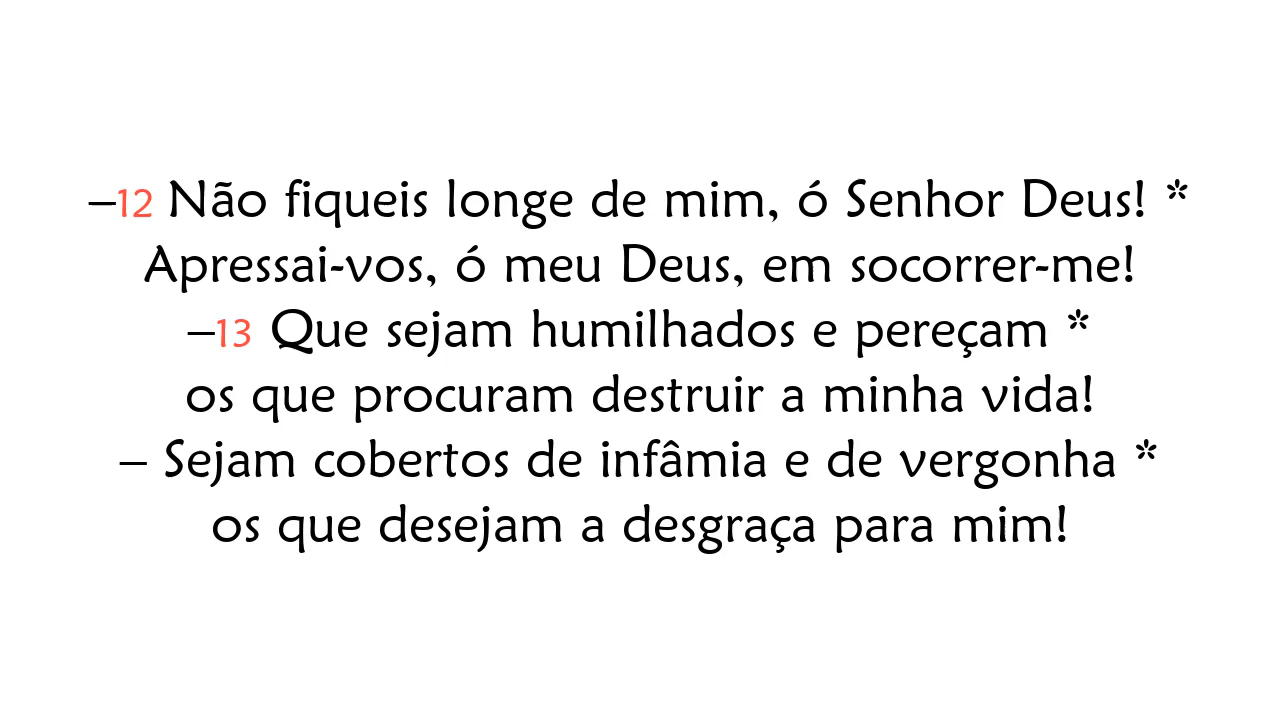 –12 Não fiqueis longe de mim, ó Senhor Deus! *
Apressai-vos, ó meu Deus, em socorrer-me!
–13 Que sejam humilhados e pereçam *
os que procuram destruir a minha vida!
– Sejam cobertos de infâmia e de vergonha *
os que desejam a desgraça para mim!